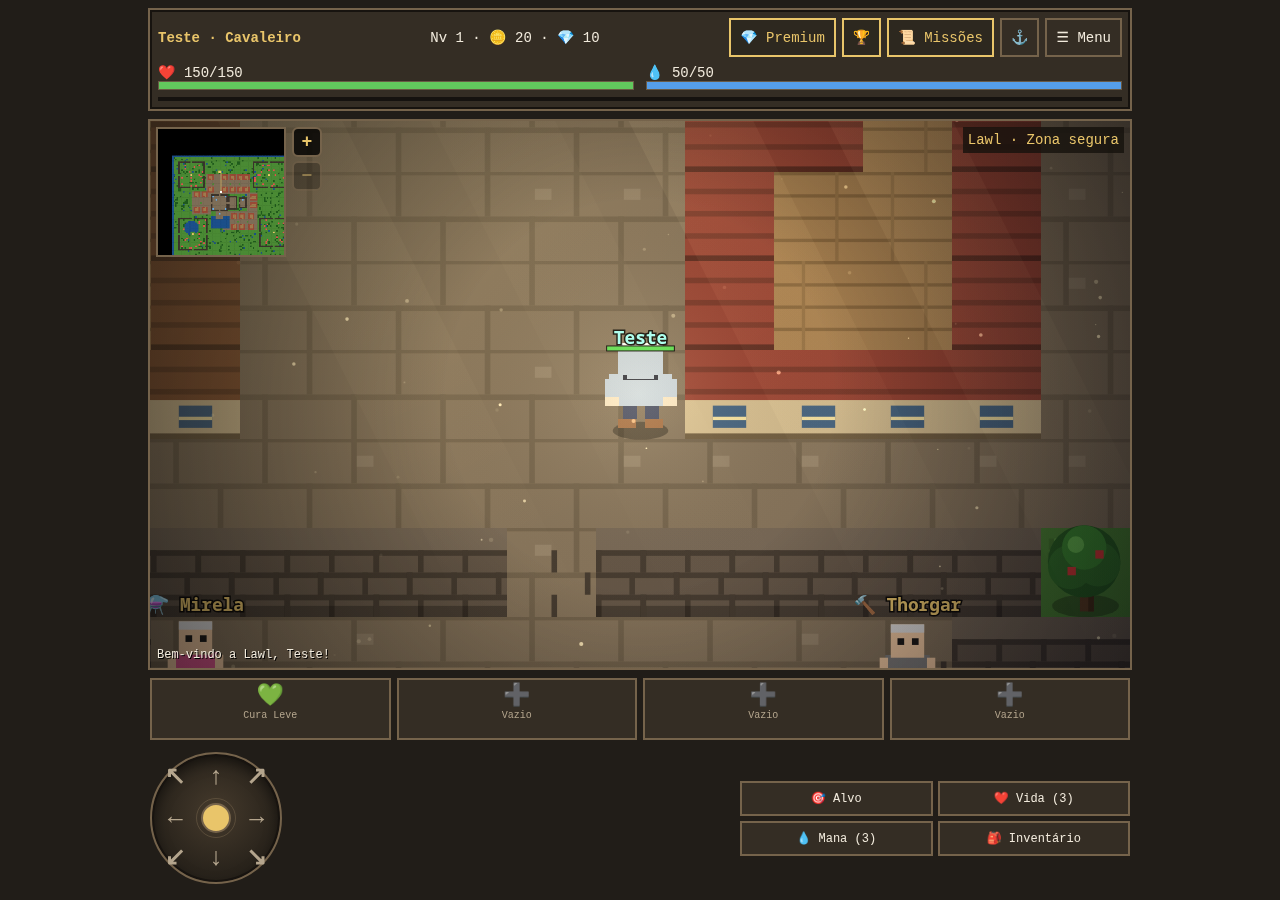 Teste · Cavaleiro
Nv 1 · 🪙 20 · 💎 10
💎 Premium
🏆
📜 Missões
⚓
☰ Menu
❤️ 150/150
💧 50/50
+
−
Lawl · Zona segura
Teste
⚗️ Mirela
🔨 Thorgar
Bem-vindo a Lawl, Teste!
💚
Cura Leve
➕
Vazio
➕
Vazio
➕
Vazio
↖ ↑ ↗
← →
↙ ↓ ↘
🎯 Alvo
❤️ Vida (3)
💧 Mana (3)
🎒 Inventário